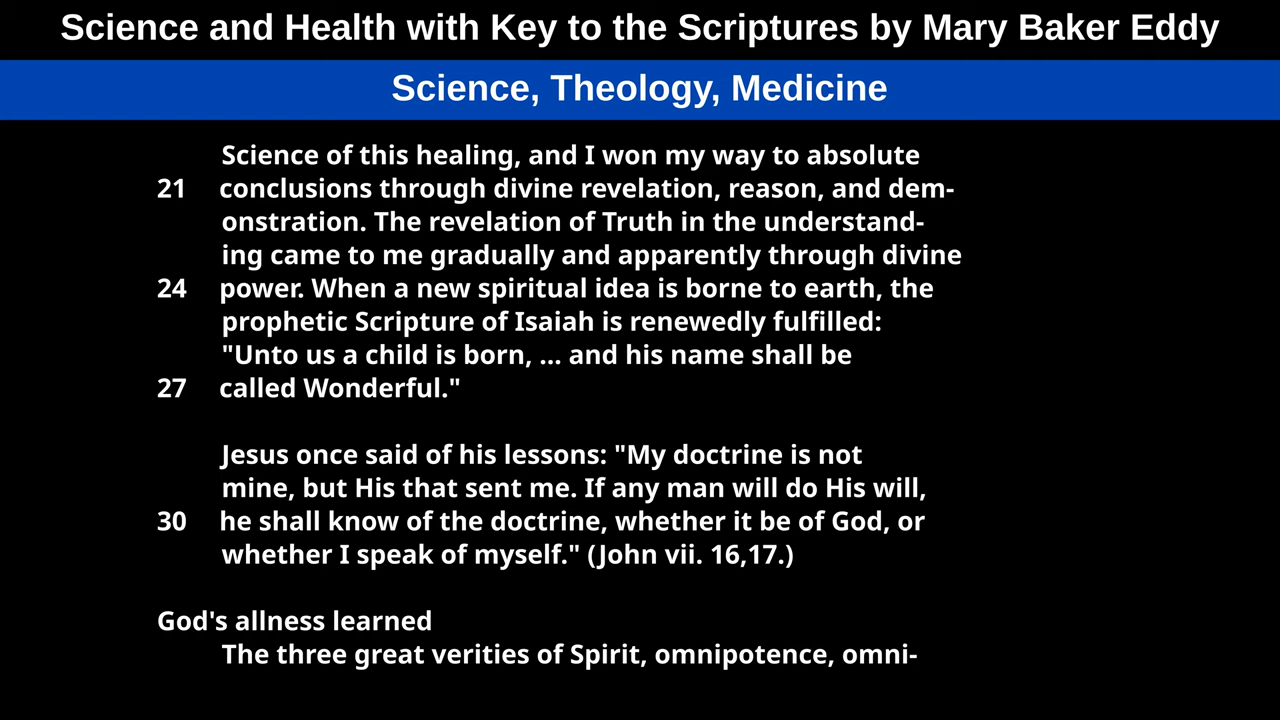 Science and Health with Key to the Scriptures by Mary Baker Eddy
Science, Theology, Medicine
Science of this healing, and I won my way to absolute
21 conclusions through divine revelation, reason, and dem-
onstration. The revelation of Truth in the understand-
ing came to me gradually and apparently through divine
24 power. When a new spiritual idea is borne to earth, the
prophetic Scripture of Isaiah is renewedly fulfilled:
"Unto us a child is born, ... and his name shall be
27 called Wonderful."
Jesus once said of his lessons: "My doctrine is not
mine, but His that sent me. If any man will do His will,
30 he shall know of the doctrine, whether it be of God, or
whether I speak of myself." (John vii. 16,17.)
God's allness learned
The three great verities of Spirit, omnipotence, omni-